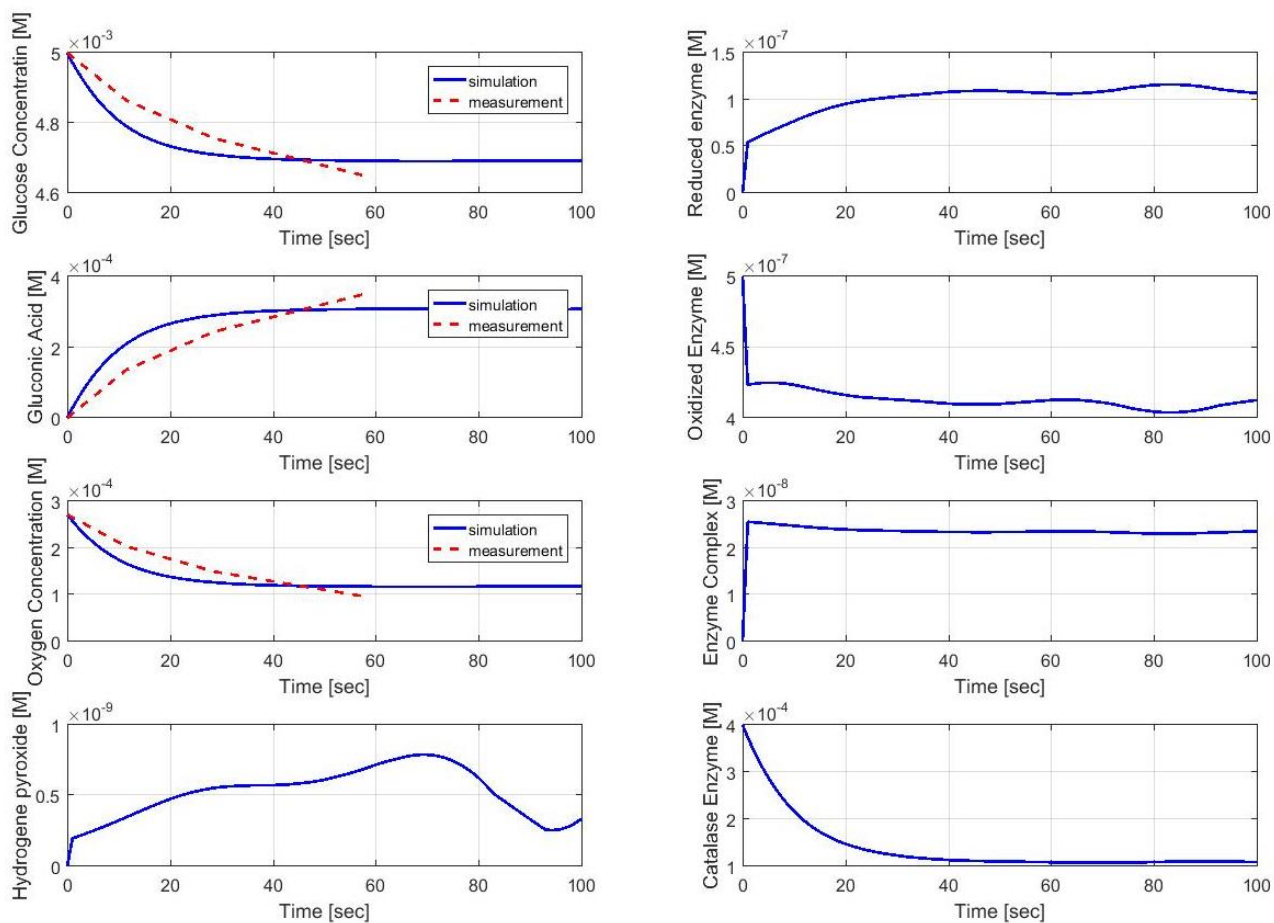 ×10^-3
Glucose Concentratin [M]
5
4.8
4.6
simulation
measurement
0 20 40 60 80 100
Time [sec]
×10^-4
Gluconic Acid [M]
4
2
0
simulation
measurement
0 20 40 60 80 100
Time [sec]
×10^-4
Oxygen Concentration [M]
3
2
1
0
simulation
measurement
0 20 40 60 80 100
Time [sec]
×10^-9
Hydrogene pyroxide [M]
1
0.5
0
0 20 40 60 80 100
Time [sec]
×10^-7
Reduced enzyme [M]
1.5
1
0.5
0
0 20 40 60 80 100
Time [sec]
×10^-7
Oxidized Enzyme [M]
5
4.5
4
0 20 40 60 80 100
Time [sec]
×10^-8
Enzyme Complex [M]
3
2
1
0
0 20 40 60 80 100
Time [sec]
×10^-4
Catalase Enzyme [M]
4
3
2
1
0 20 40 60 80 100
Time [sec]